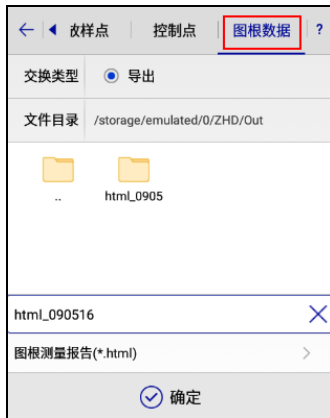 放样点 控制点 图根数据 ?
交换类型 导出
文件目录 /storage/emulated/0/ZHD/Out
.. html_0905
html_090516
图根测量报告(*.html)
确定